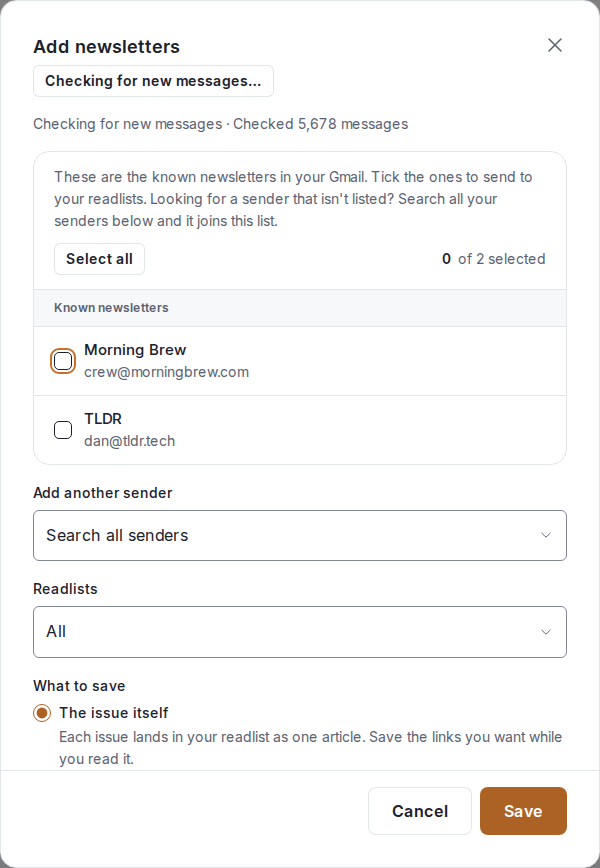 Add newsletters
Checking for new messages...
Checking for new messages · Checked 5,678 messages
These are the known newsletters in your Gmail. Tick the ones to send to
your readlists. Looking for a sender that isn't listed? Search all your
senders below and it joins this list.
Select all
0 of 2 selected
Known newsletters
Morning Brew
crew@morningbrew.com
TLDR
dan@tldr.tech
Add another sender
Search all senders
Readlists
All
What to save
The issue itself
Each issue lands in your readlist as one article. Save the links you want while
you read it.
Cancel
Save